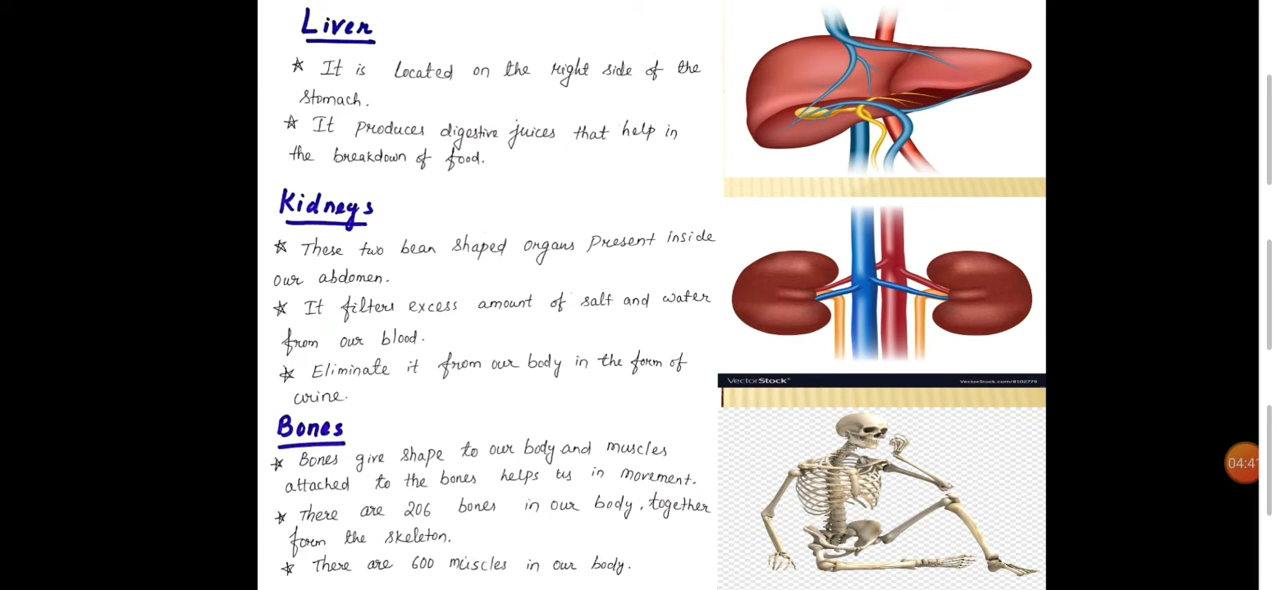 Liver
☆ It is Located on the right side of the
stomach.
☆ It Produces digestive juices that help in
the breakdown of food.
Kidneys
☆ These two bean shaped organs Present inside
our abdomen.
☆ It filters excess amount of salt and water
from our blood.
☆ Eliminate it from our body in the form of
urine.
VectorStock®
VectorStock.com/8102775
Bones
☆ Bones give shape to our body and muscles
attached to the bones helps us in movement.
☆ There are 206 bones in our body, together
form the skeleton.
☆ There are 600 muscles in our body.
04:41